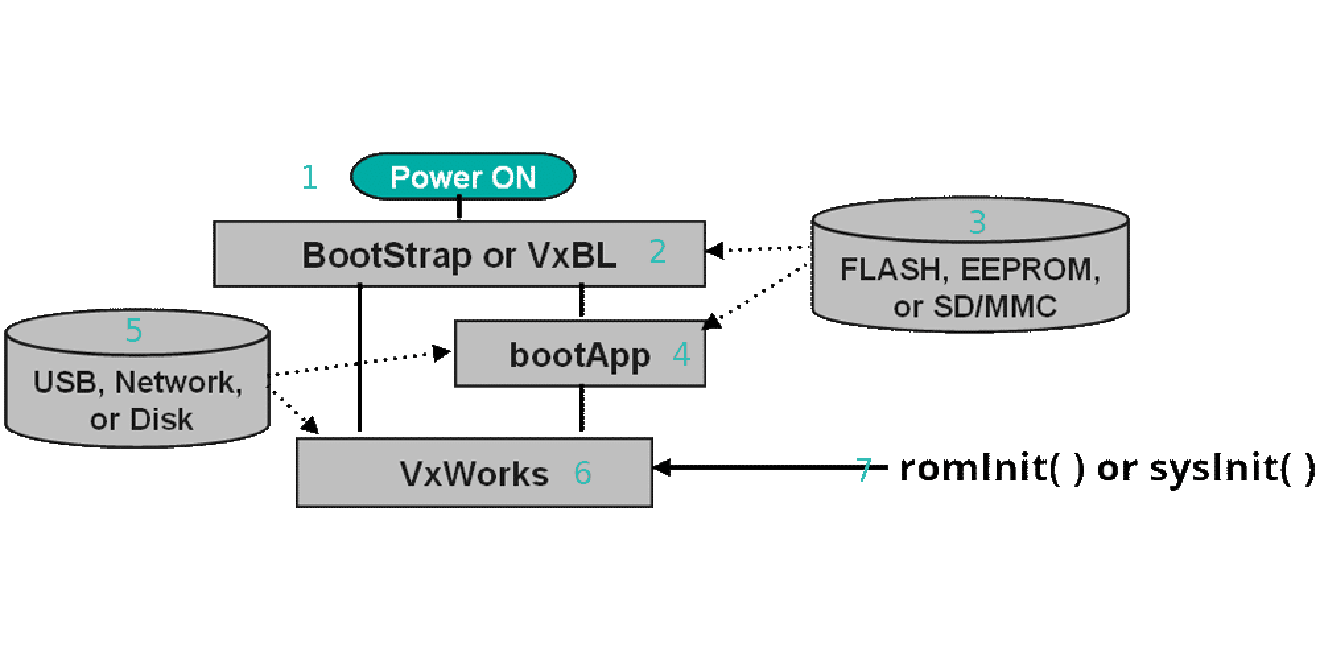 1 Power ON
BootStrap or VxBL 2
3
FLASH, EEPROM,
or SD/MMC
5
USB, Network,
or Disk
bootApp 4
VxWorks 6
7 romInit( ) or sysInit( )